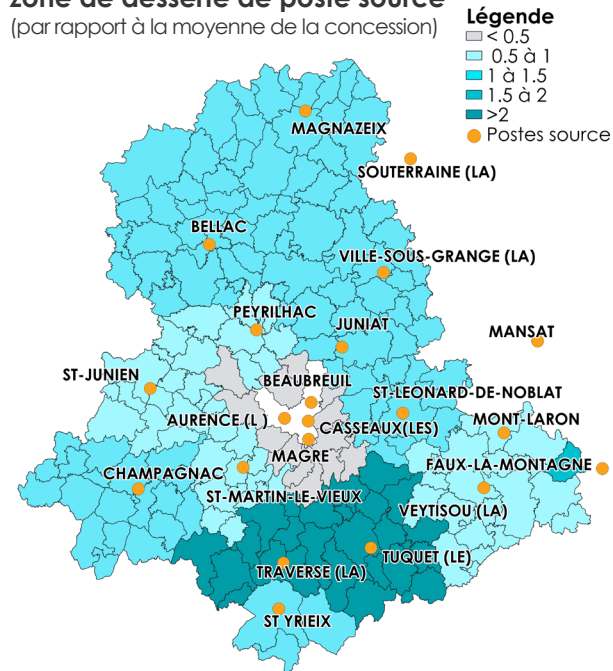 zone de desserte de poste source
(par rapport à la moyenne de la concession)
Légende
< 0.5
0.5 à 1
1 à 1.5
1.5 à 2
>2
Postes source
MAGNAZEIX
SOUTERRAINE (LA)
BELLAC
VILLE-SOUS-GRANGE (LA)
PEYRILHAC
JUNIAT
MANSAT
ST-JUNIEN
BEAUBREUIL
ST-LEONARD-DE-NOBLAT
AURENCE (L )
CASSEAUX(LES)
MONT-LARON
MAGRE
CHAMPAGNAC
FAUX-LA-MONTAGNE
ST-MARTIN-LE-VIEUX
VEYTISOU (LA)
TUQUET (LE)
TRAVERSE (LA)
ST YRIEIX